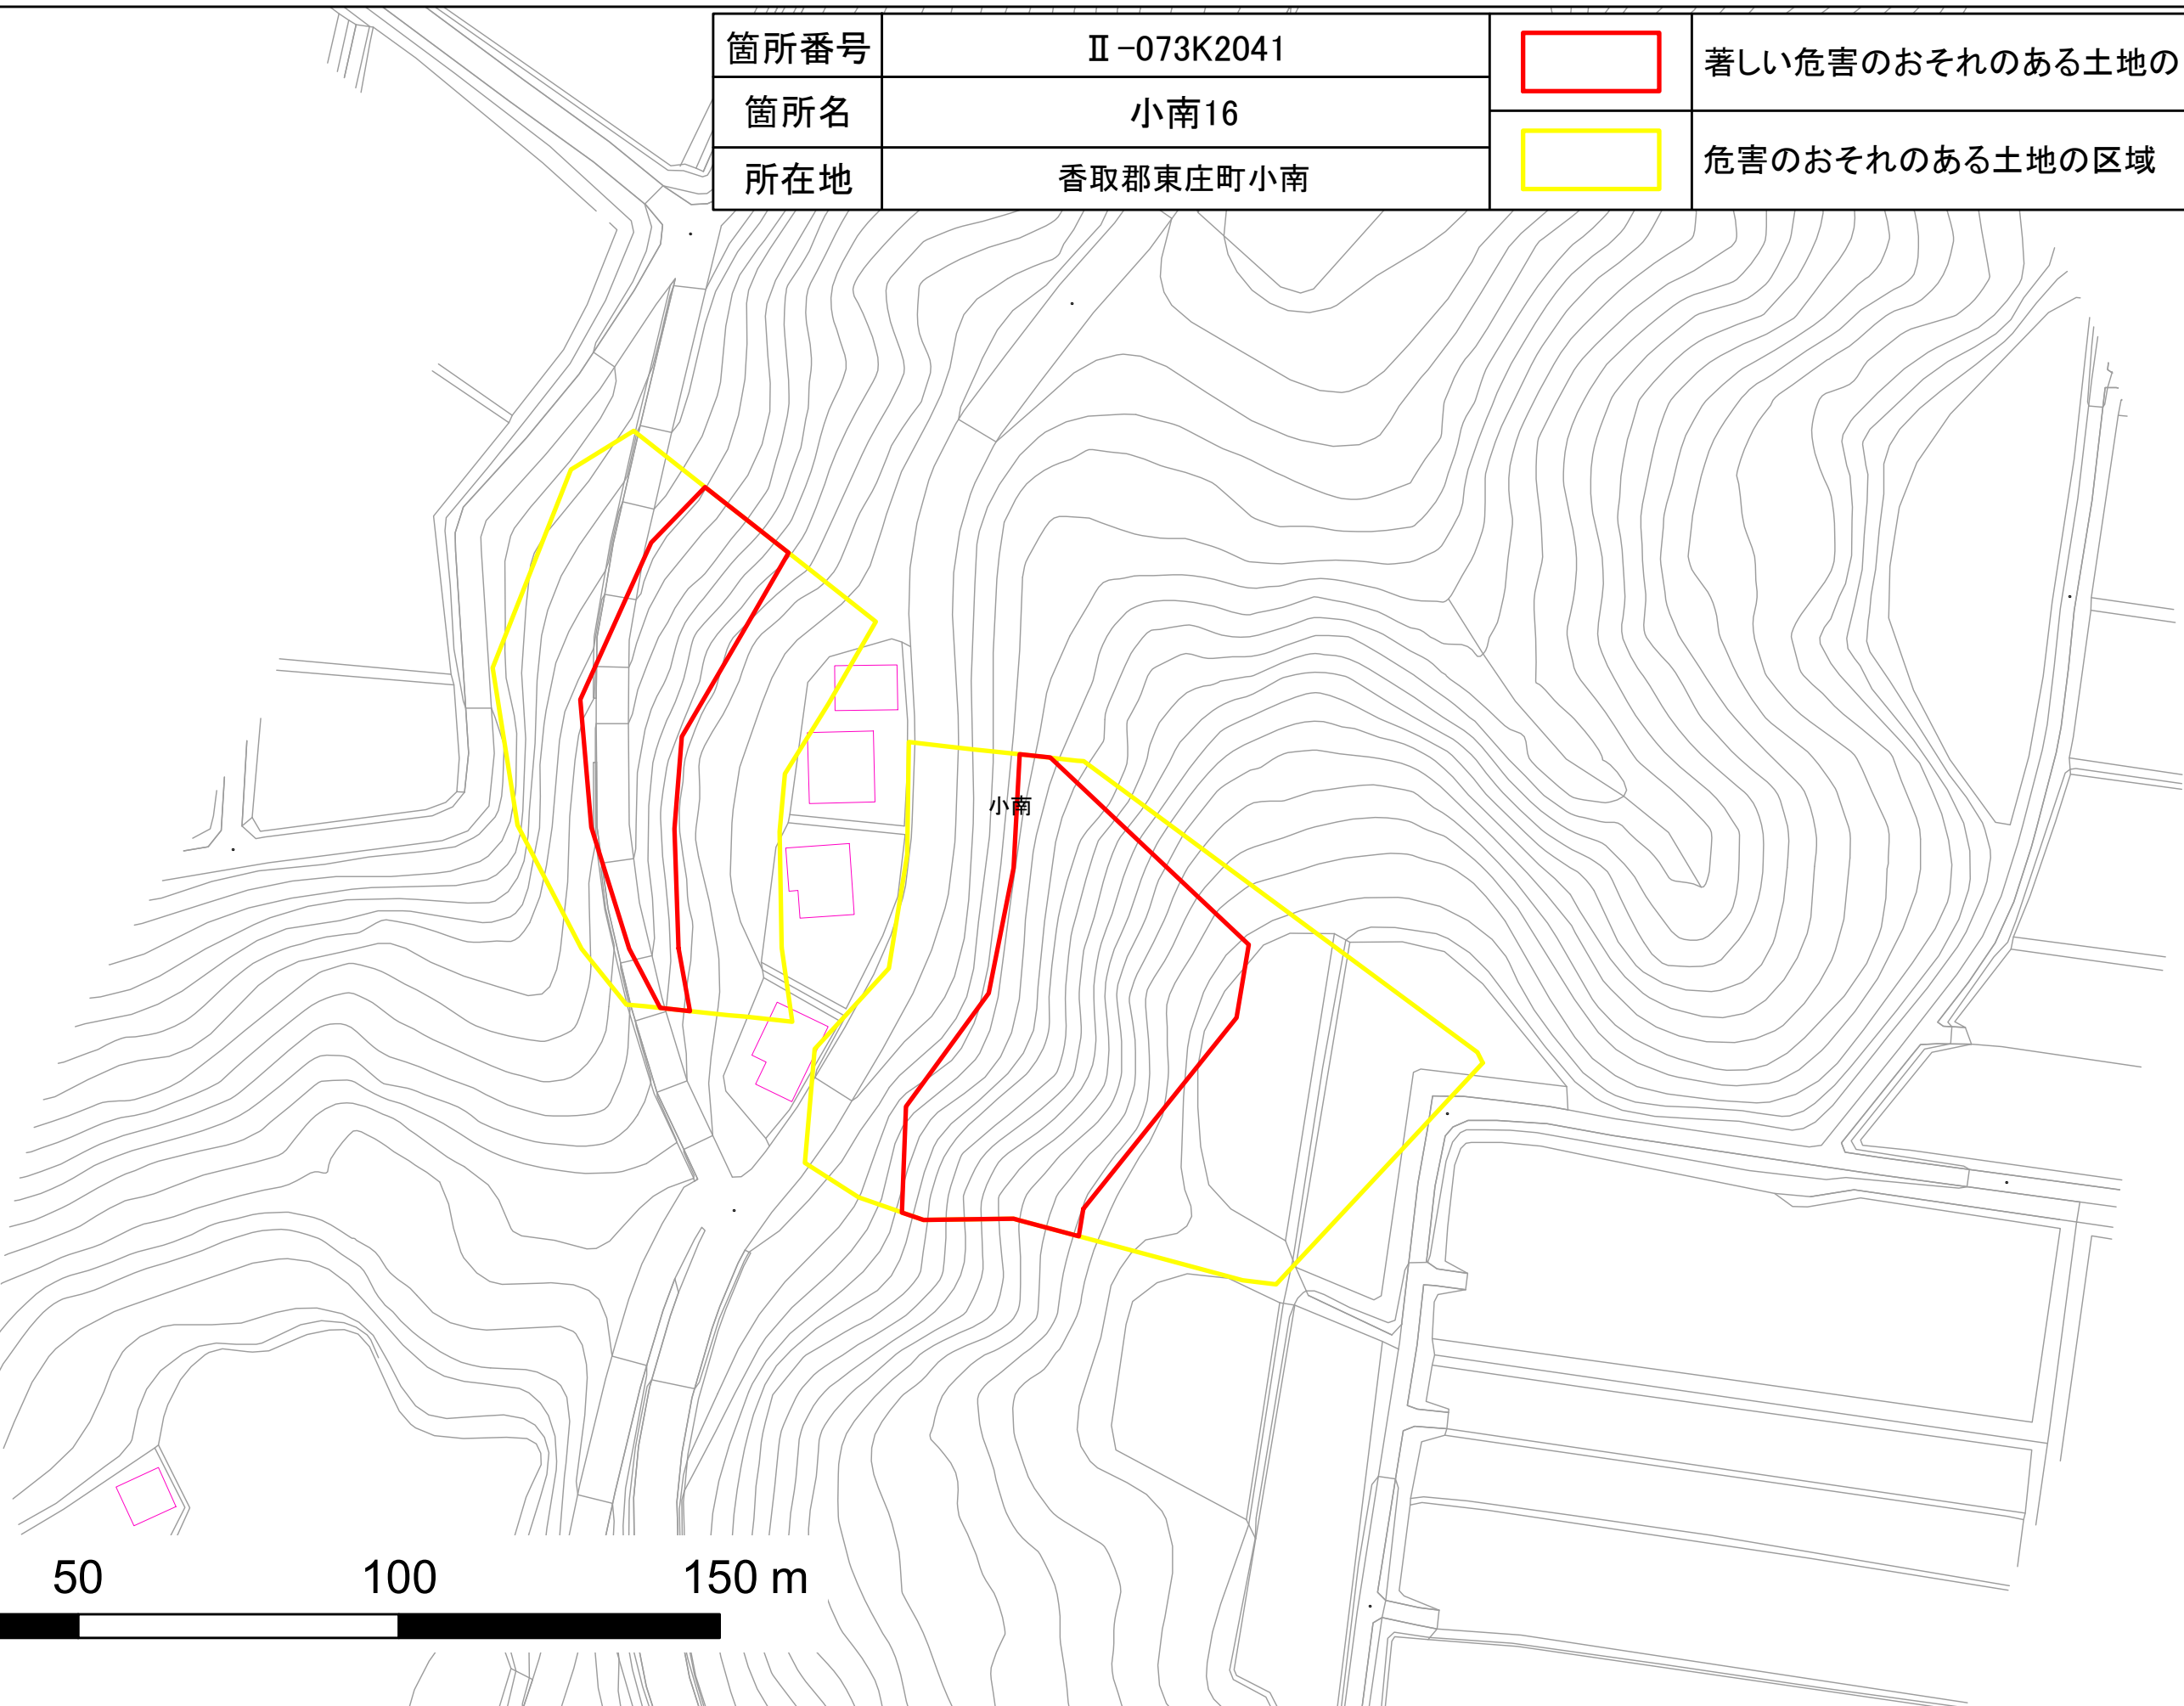 箇所番号 Ⅱ-073K2041
箇所名 小南16
所在地 香取郡東庄町小南
著しい危害のおそれのある土地の
危害のおそれのある土地の区域
小南
50 100 150 m